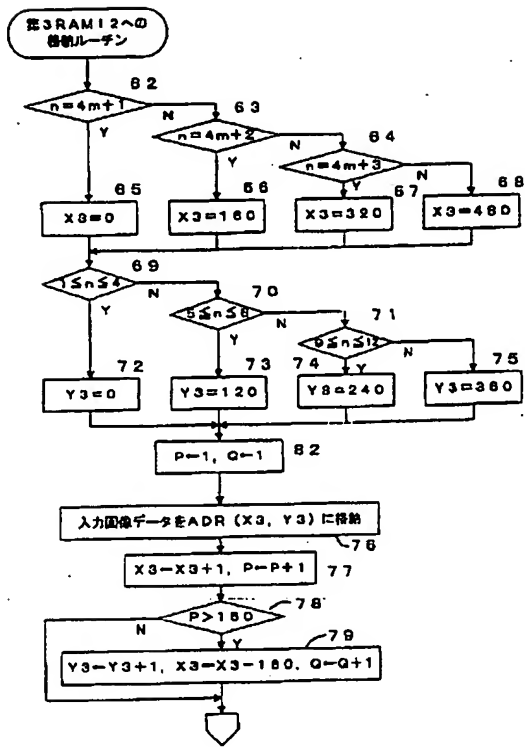 第3RAM12への
格納ルーチン
62
n=4m+1
N
Y
63
n=4m+2
N
Y
64
n=4m+3
N
Y
65
X3=0
66
X3=160
67
X3=320
68
X3=480
69
1≤n≤4
N
Y
70
5≤n≤8
N
Y
71
9≤n≤12
N
Y
72
Y3=0
73
Y3=120
74
Y3=240
75
Y3=360
82
P←1, Q←1
入力画像データをADR(X3, Y3)に格納
76
X3←X3+1, P←P+1
77
78
P>160
N
Y
79
Y3←Y3+1, X3←X3-160, Q←Q+1